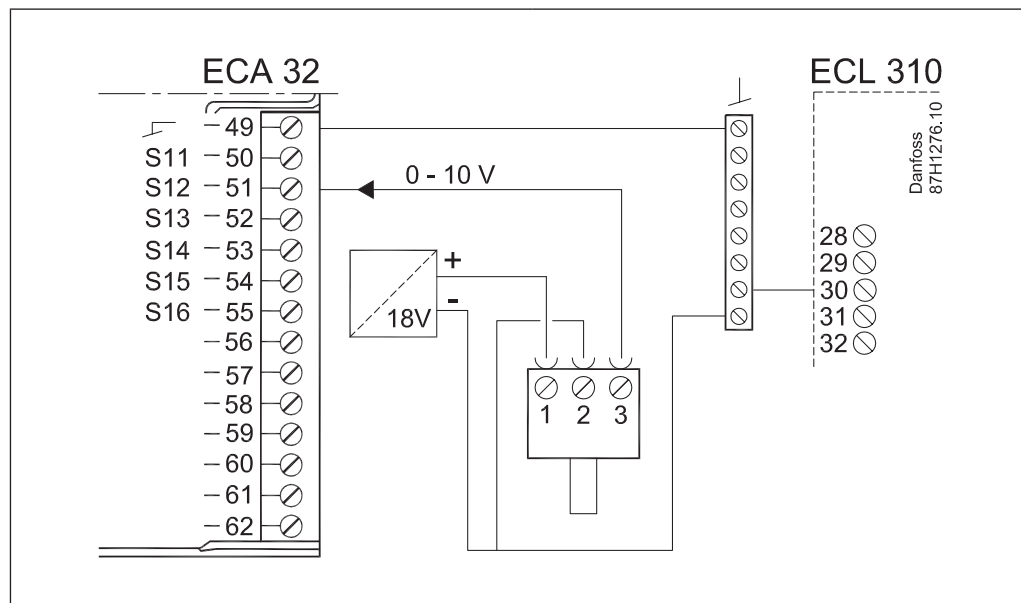 ECA 32
ECL 310
Danfoss
87H1276.10
49
S11 50
S12 51
S13 52
S14 53
S15 54
S16 55
56
57
58
59
60
61
62
0 - 10 V
+
-
18V
1 2 3
28
29
30
31
32